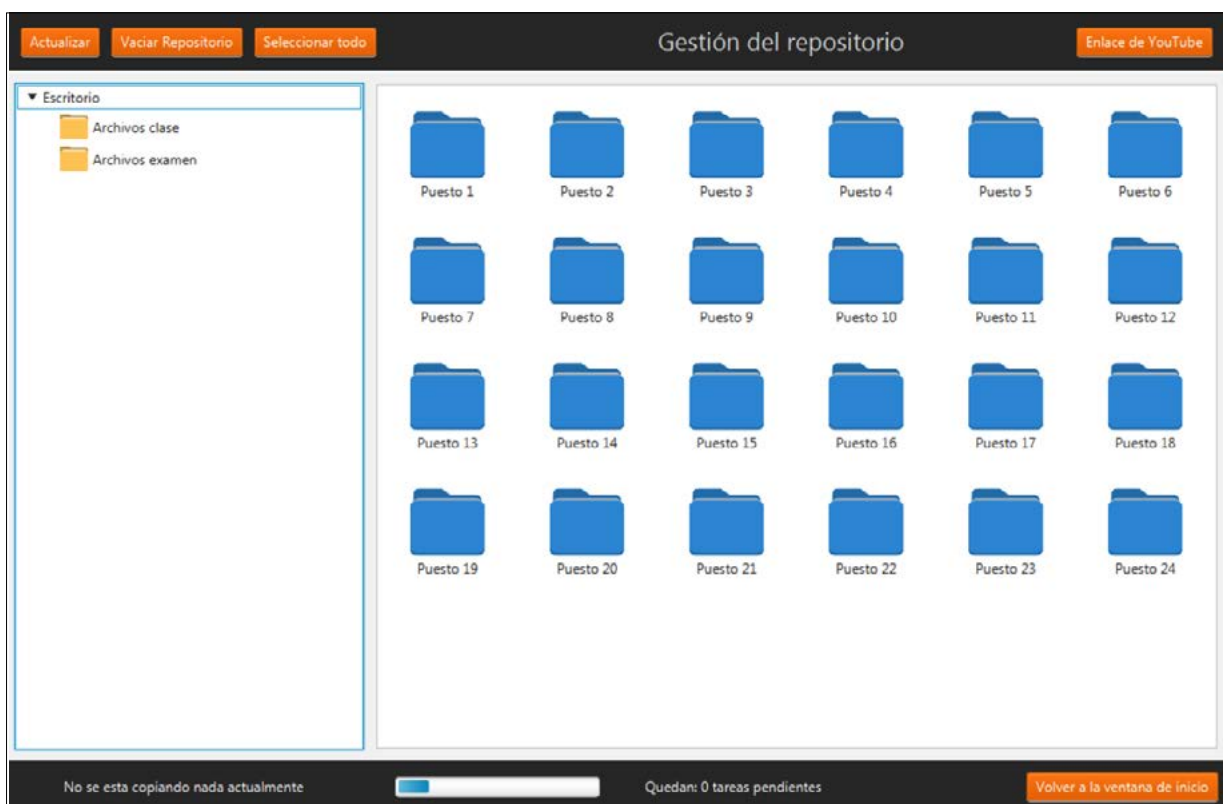 Actualizar Vaciar Repositorio Seleccionar todo Gestión del repositorio Enlace de YouTube
Escritorio
Archivos clase
Archivos examen
Puesto 1 Puesto 2 Puesto 3 Puesto 4 Puesto 5 Puesto 6
Puesto 7 Puesto 8 Puesto 9 Puesto 10 Puesto 11 Puesto 12
Puesto 13 Puesto 14 Puesto 15 Puesto 16 Puesto 17 Puesto 18
Puesto 19 Puesto 20 Puesto 21 Puesto 22 Puesto 23 Puesto 24
No se esta copiando nada actualmente Quedan: 0 tareas pendientes Volver a la ventana de inicio